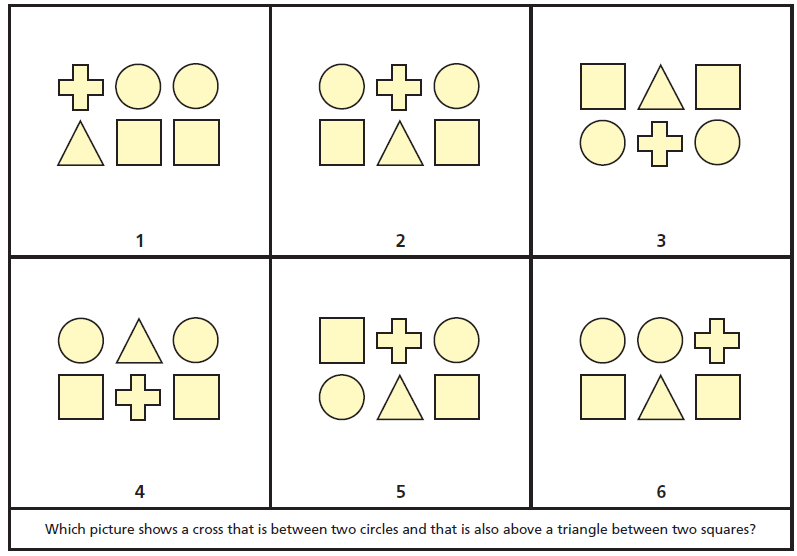 1 2 3
4 5 6
Which picture shows a cross that is between two circles and that is also above a triangle between two squares?